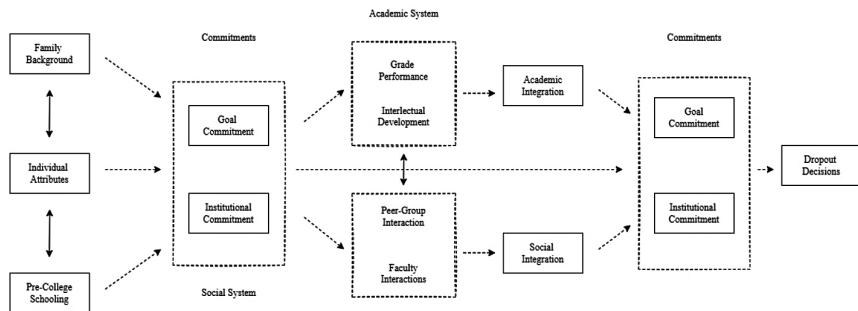 Academic System
Commitments
Commitments
Family
Background
Grade
Performance
Interlectual
Development
Academic
Integration
Goal
Commitment
Goal
Commitment
Individual
Attributes
Dropout
Decisions
Institutional
Commitment
Peer-Group
Interaction
Institutional
Commitment
Social
Integration
Faculty
Interactions
Pre-College
Schooling
Social System